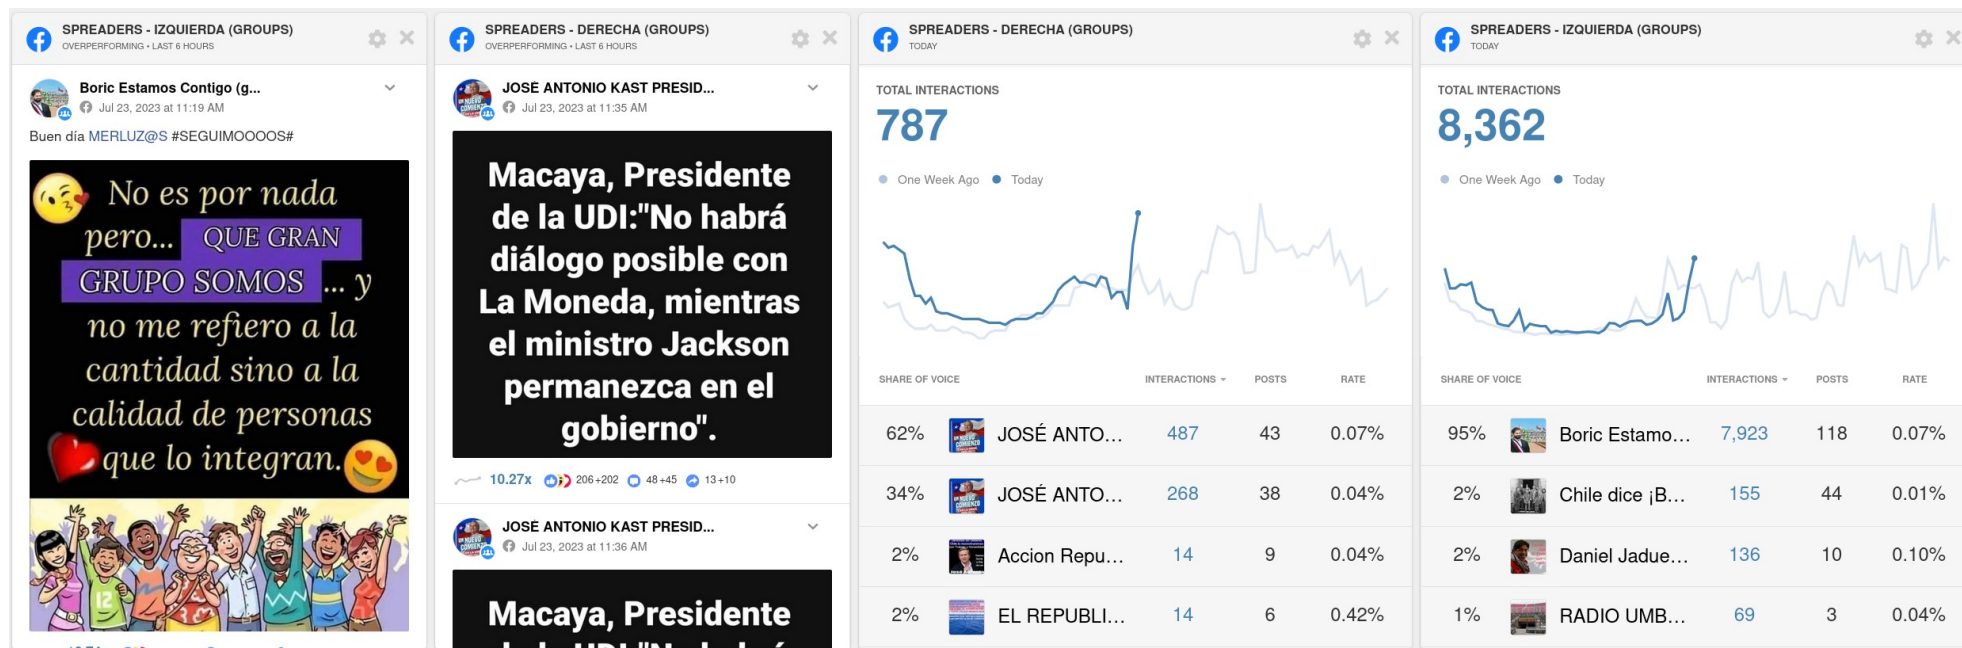 SPREADERS - IZQUIERDA (GROUPS)
OVERPERFORMING • LAST 6 HOURS
Boric Estamos Contigo (g...
Jul 23, 2023 at 11:19 AM
Buen día MERLUZ@S #SEGUIMOOOOS#
No es por nada
pero... QUE GRAN
GRUPO SOMOS ... y
no me refiero a la
cantidad sino a la
calidad de personas
que lo integran.
12
SPREADERS - DERECHA (GROUPS)
OVERPERFORMING • LAST 6 HOURS
JOSÉ ANTONIO KAST PRESID...
Jul 23, 2023 at 11:35 AM
Macaya, Presidente
de la UDI:"No habrá
diálogo posible con
La Moneda, mientras
el ministro Jackson
permanezca en el
gobierno".
10.27x 206+202 48+45 13+10
JOSÉ ANTONIO KAST PRESID...
Jul 23, 2023 at 11:36 AM
Macaya, Presidente
SPREADERS - DERECHA (GROUPS)
TODAY
TOTAL INTERACTIONS
787
One Week Ago Today
SHARE OF VOICE INTERACTIONS POSTS RATE
62% JOSÉ ANTO... 487 43 0.07%
34% JOSÉ ANTO... 268 38 0.04%
2% Accion Repu... 14 9 0.04%
2% EL REPUBLI... 14 6 0.42%
SPREADERS - IZQUIERDA (GROUPS)
TODAY
TOTAL INTERACTIONS
8,362
One Week Ago Today
SHARE OF VOICE INTERACTIONS POSTS RATE
95% Boric Estamo... 7,923 118 0.07%
2% Chile dice ¡B... 155 44 0.01%
2% Daniel Jadue... 136 10 0.10%
1% RADIO UMB... 69 3 0.04%